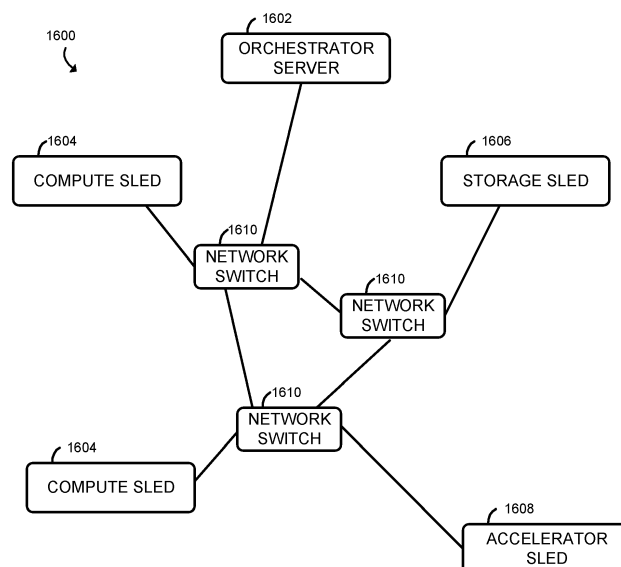 1602
1600
ORCHESTRATOR
SERVER
1604
COMPUTE SLED
1606
STORAGE SLED
1610
NETWORK
SWITCH
1610
NETWORK
SWITCH
1610
NETWORK
SWITCH
1604
COMPUTE SLED
1608
ACCELERATOR
SLED